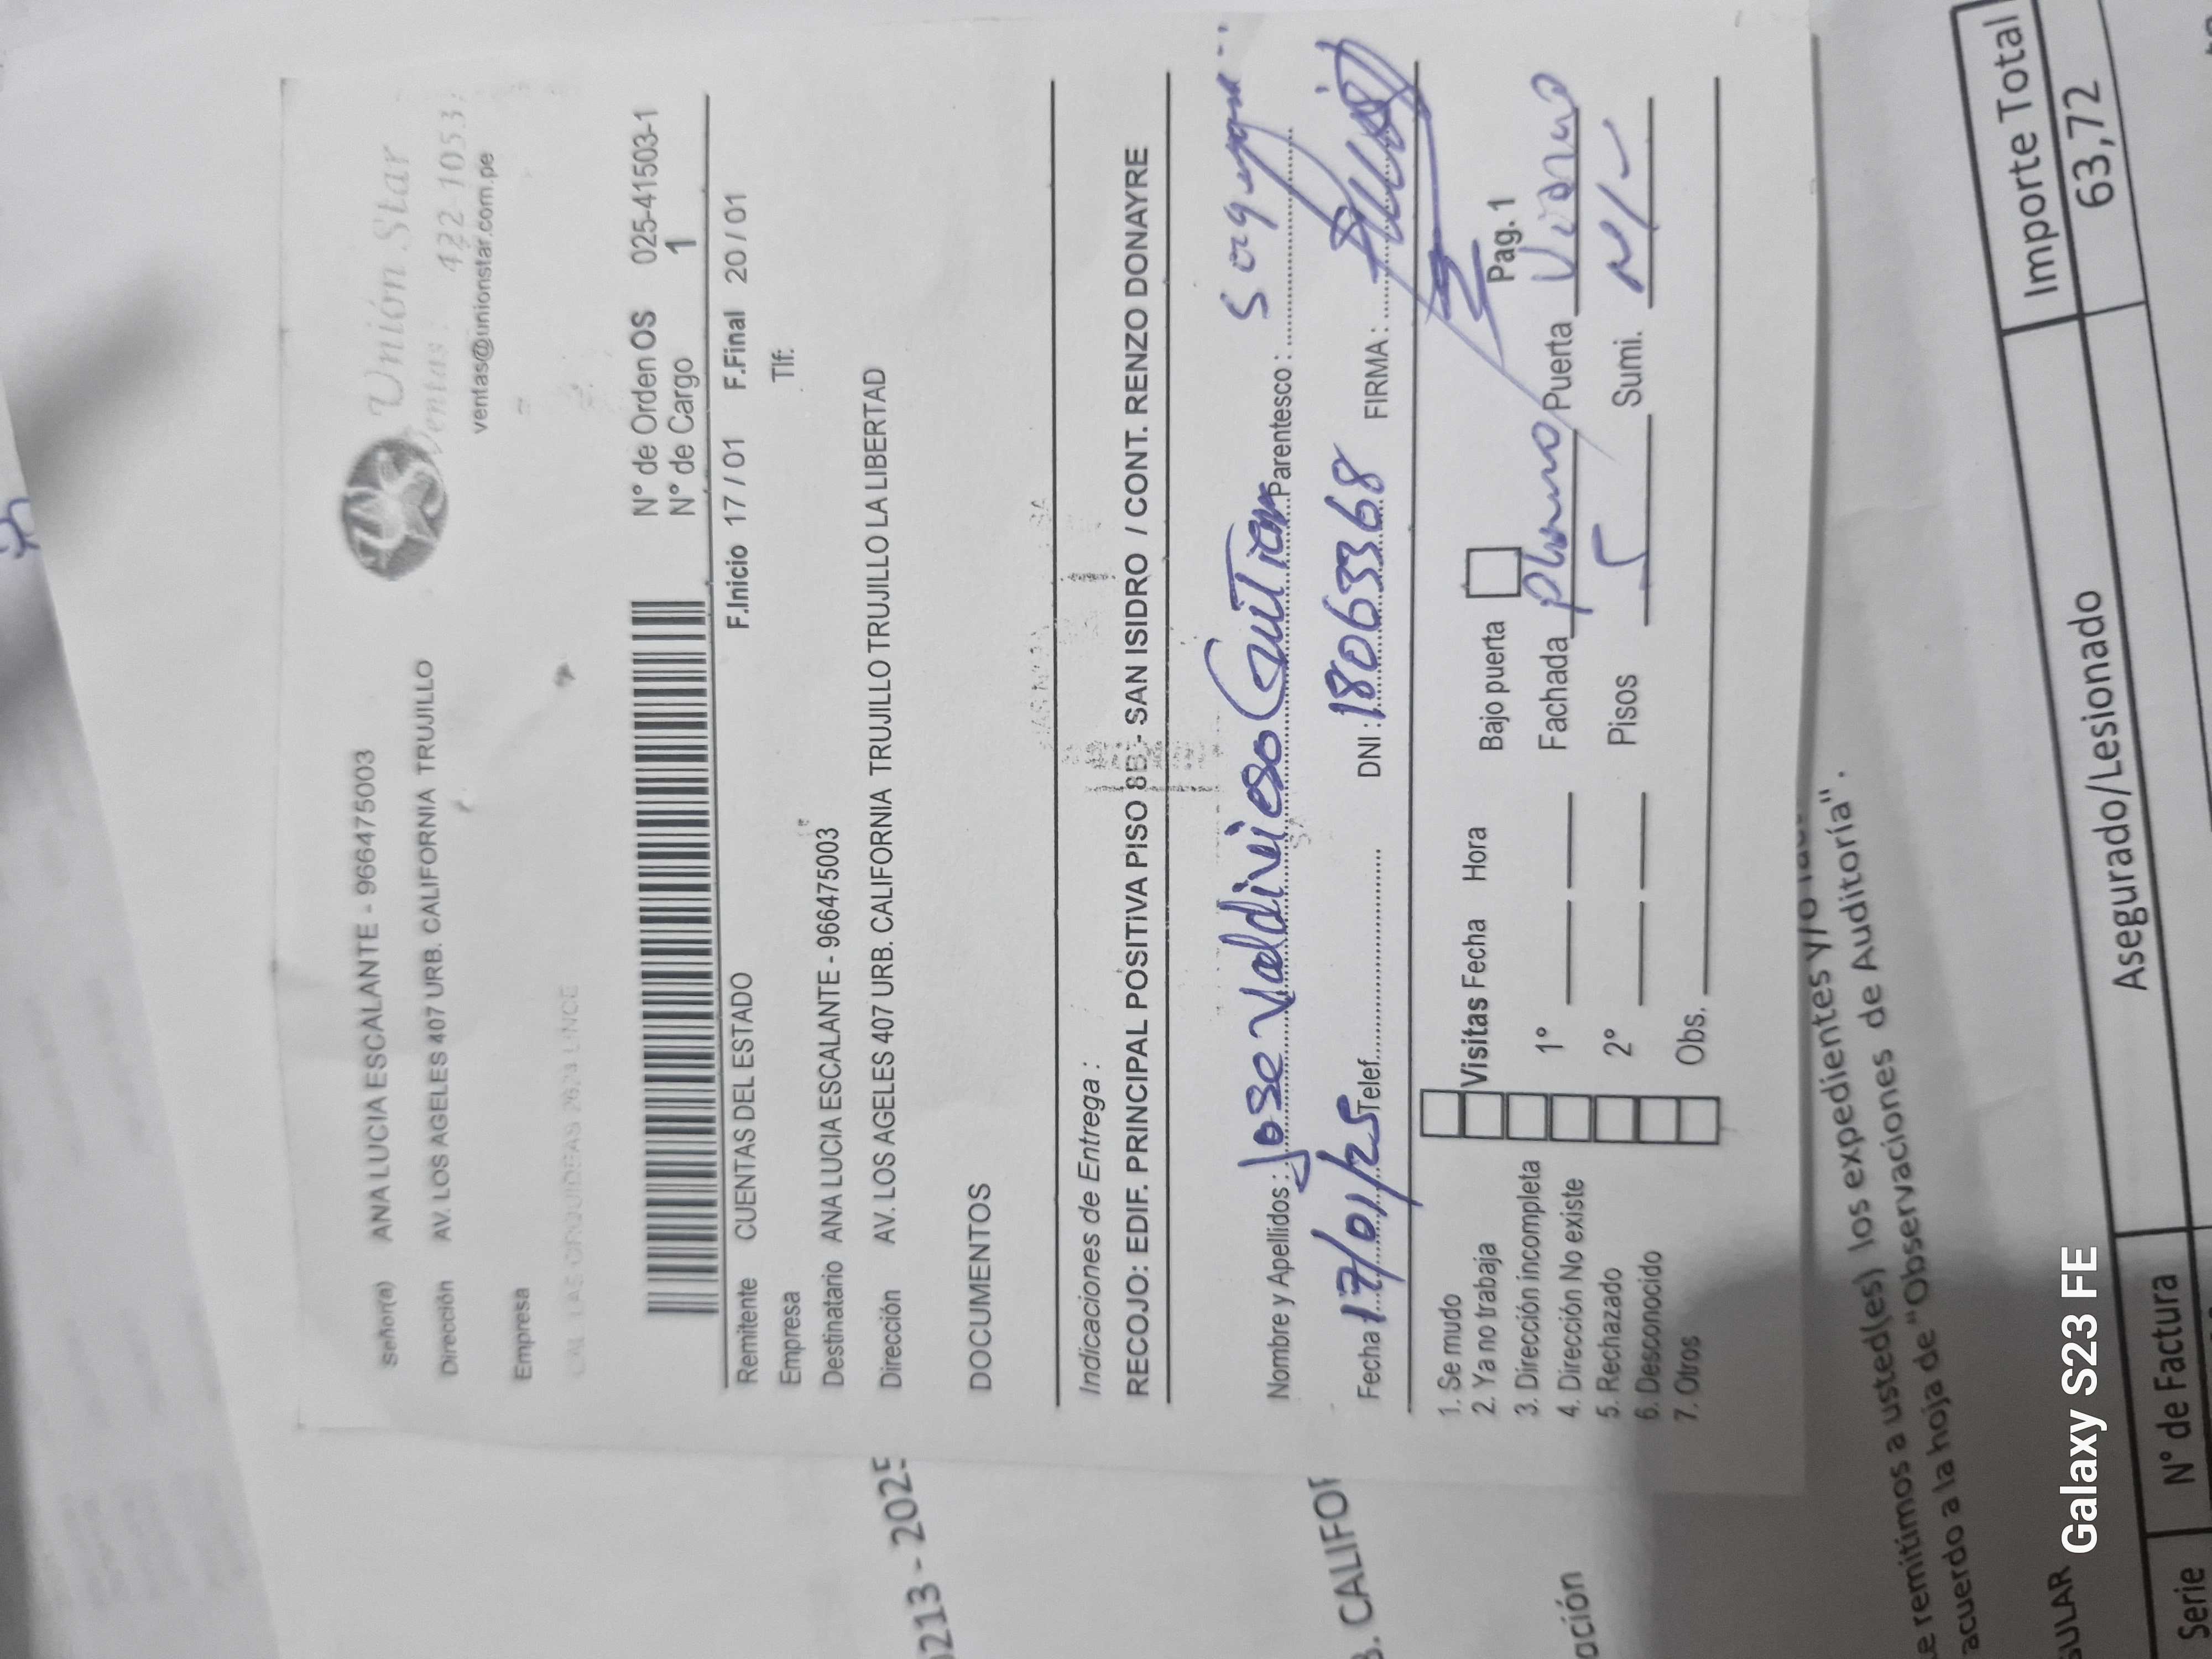 Señor(a) ANA LUCIA ESCALANTE - 966475003
Dirección AV. LOS AGELES 407 URB. CALIFORNIA TRUJILLO
Empresa
Unión Star
Ventas: 422-1053
ventas@unionstar.com.pe
N° de Orden OS 025-41503-1
N° de Cargo 1
F.Inicio 17 / 01 F.Final 20 / 01
Remitente CUENTAS DEL ESTADO
Empresa Tlf:
Destinatario ANA LUCIA ESCALANTE - 966475003
Dirección AV. LOS AGELES 407 URB. CALIFORNIA TRUJILLO TRUJILLO LA LIBERTAD
DOCUMENTOS
Indicaciones de Entrega :
RECOJO: EDIF. PRINCIPAL POSITIVA PISO 8B - SAN ISIDRO / CONT. RENZO DONAYRE
Nombre y Apellidos : Jose Valdivieso Parentesco :
Fecha 17/01/25 Telef. DNI : 18063368 FIRMA :
1. Se mudo
2. Ya no trabaja
3. Dirección incompleta
4. Dirección No existe
5. Rechazado
6. Desconocido
7. Otros
Visitas Fecha Hora Bajo puerta Pag. 1
1° Fachada Plomo Puerta
2° Pisos 5 Sumi.
Obs.
213 - 202
B. CALIFOR
ación
remitimos a usted(es) los expedientes y/o
acuerdo a la hoja de "Observaciones de Auditoría".
Serie N° de Factura Asegurado/Lesionado Importe Total
63,72
Galaxy S23 FE